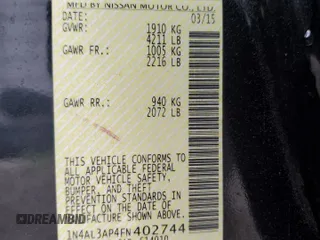 MFD BY NISSAN MOTOR CO., LTD.
DATE: 03/15
GVWR: 1910 KG
4211 LB
GAWR FR.: 1005 KG
2216 LB
GAWR RR.: 940 KG
2072 LB
THIS VEHICLE CONFORMS
TO ALL APPLICABLE
FEDERAL MOTOR
VEHICLE SAFETY,
BUMPER, AND THEFT
PREVENTION STANDARDS IN
EFFECT ON THE DATE OF
MANUFACTURE SHOWN ABOVE.
1N4AL3AP4FN402744
DREAMBID